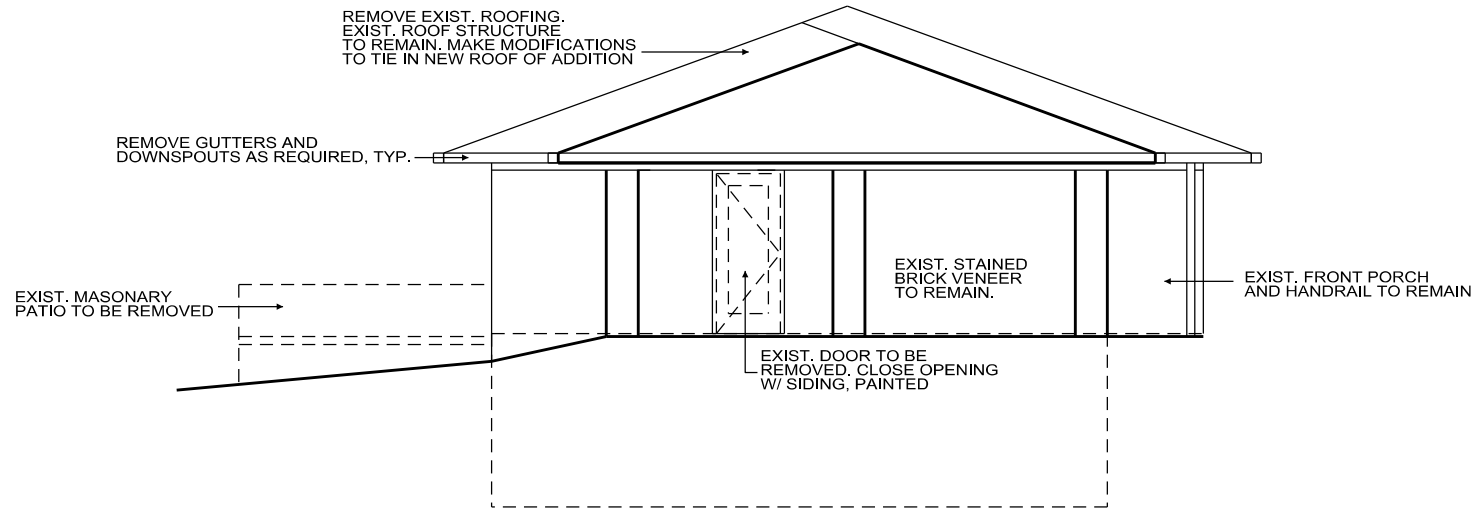 REMOVE EXIST. ROOFING.
EXIST. ROOF STRUCTURE
TO REMAIN. MAKE MODIFICATIONS
TO TIE IN NEW ROOF OF ADDITION
REMOVE GUTTERS AND
DOWNSPOUTS AS REQUIRED, TYP.
EXIST. MASONARY
PATIO TO BE REMOVED
EXIST. STAINED
BRICK VENEER
TO REMAIN.
EXIST. FRONT PORCH
AND HANDRAIL TO REMAIN
EXIST. DOOR TO BE
REMOVED. CLOSE OPENING
W/ SIDING, PAINTED